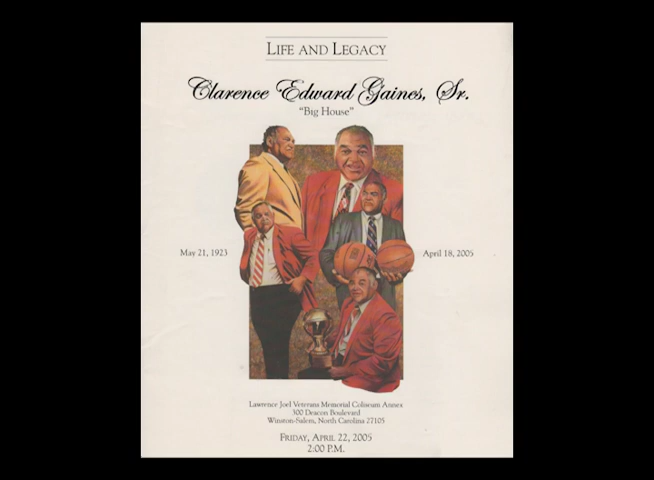 LIFE AND LEGACY
Clarence Edward Gaines, Sr.
"Big House"
May 21, 1923
April 18, 2005
Lawrence Joel Veterans Memorial Coliseum Annex
300 Deacon Boulevard
Winston-Salem, North Carolina 27105
FRIDAY, APRIL 22, 2005
2:00 P.M.